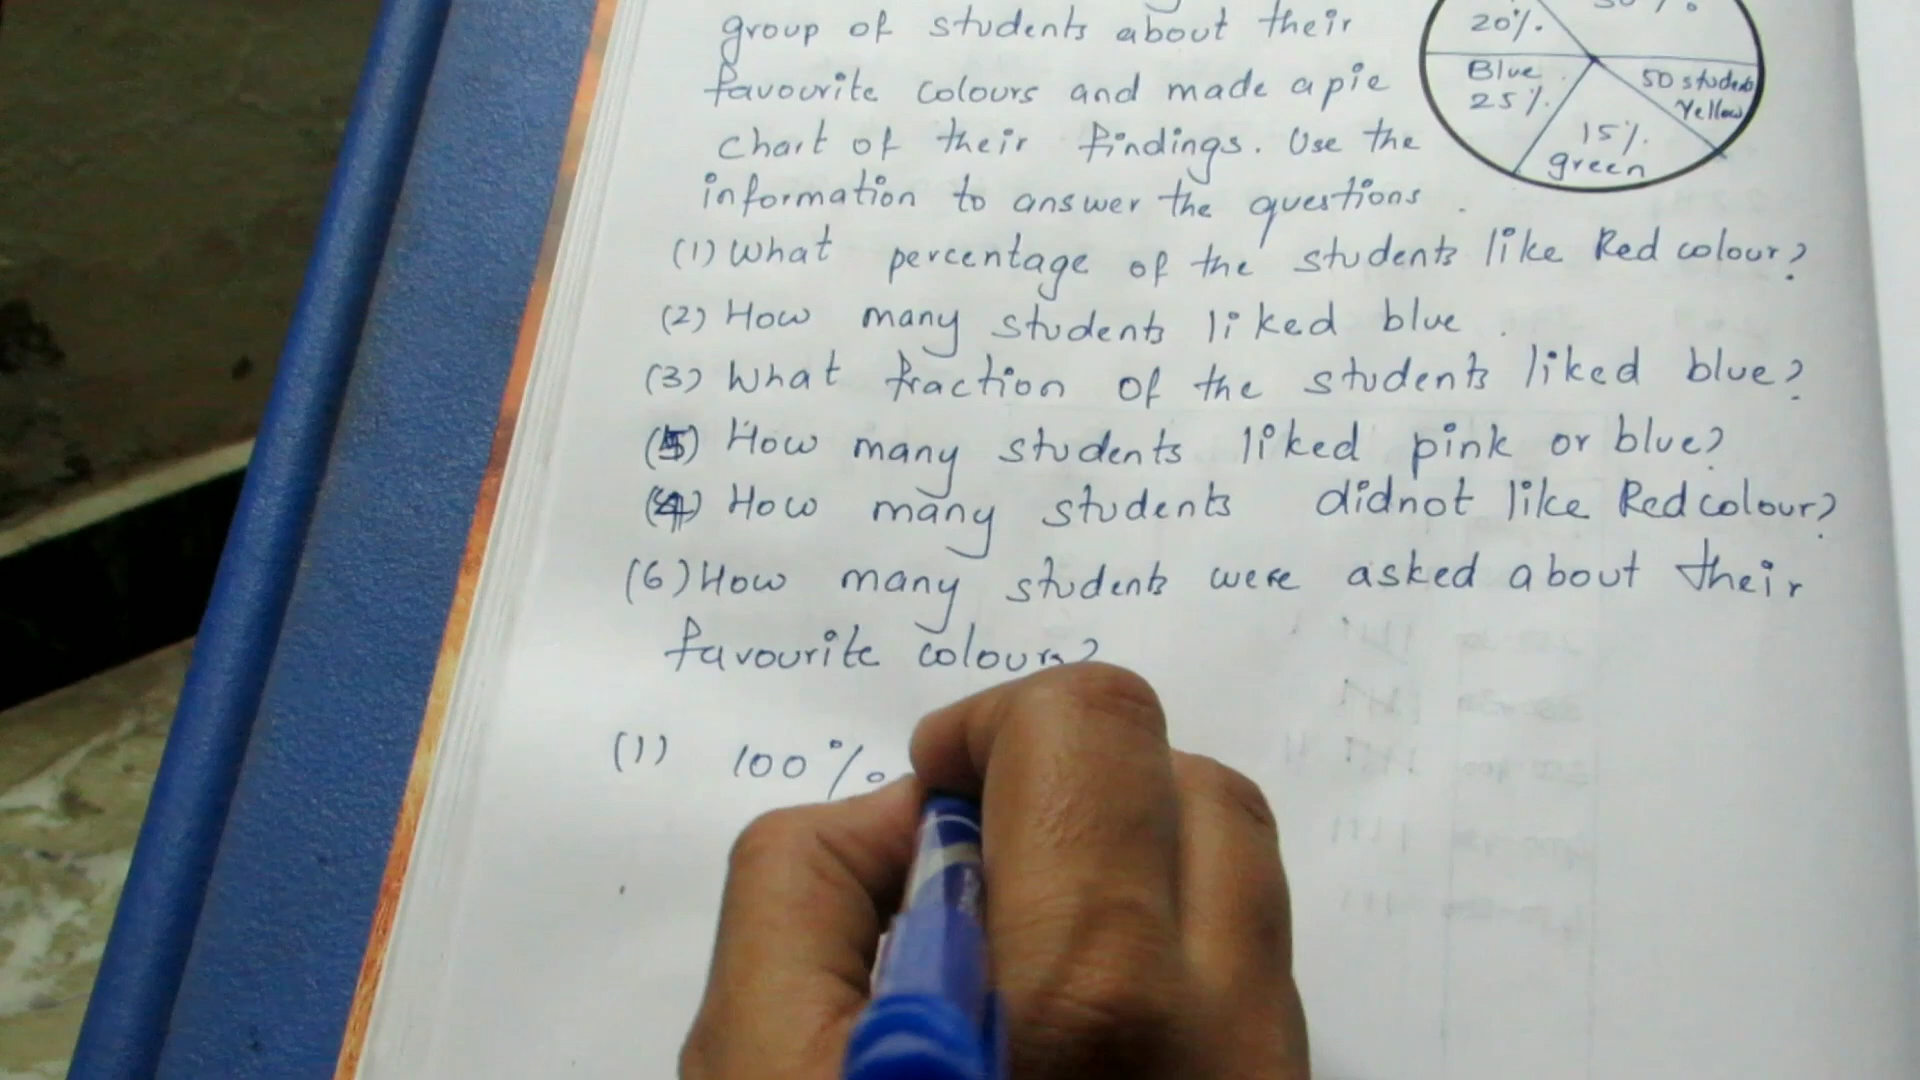 group of students about their
favourite colours and made a pie
chart of their findings. Use the
information to answer the questions.
20%.
Blue
25%.
50 students
Yellow
15%.
green
(1) What percentage of the students like Red colour?
(2) How many students liked blue.
(3) What fraction of the students liked blue?
(5) How many students liked pink or blue?
(4) How many students didnot like Red colour?
(6) How many students were asked about their
favourite colours?
(1) 100%